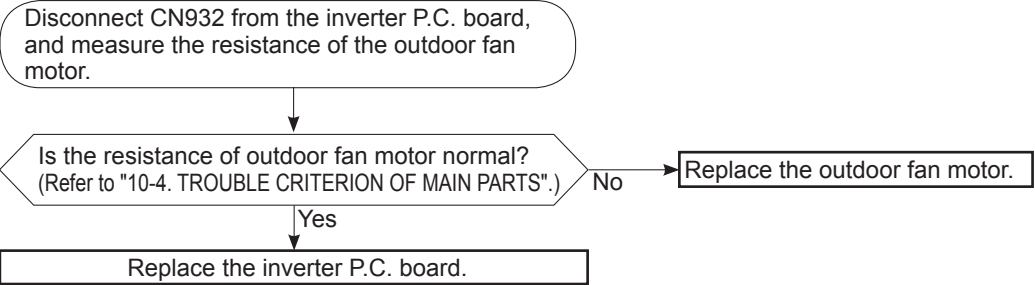 Disconnect CN932 from the inverter P.C. board,
and measure the resistance of the outdoor fan
motor.
Is the resistance of outdoor fan motor normal?
(Refer to "10-4. TROUBLE CRITERION OF MAIN PARTS".)
No
Replace the outdoor fan motor.
Yes
Replace the inverter P.C. board.